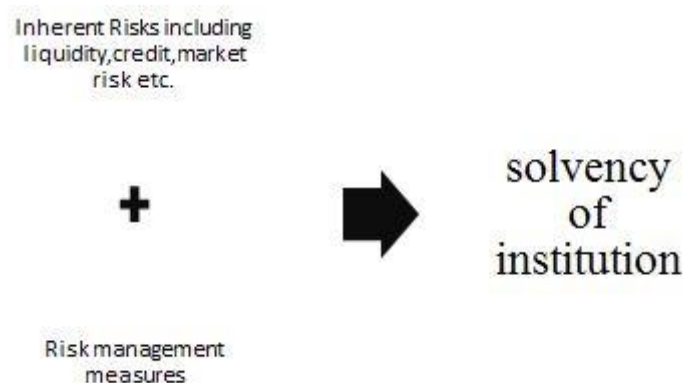 Inherent Risks including
liquidity,credit,market
risk etc.
+
solvency
of
institution
Risk management
measures